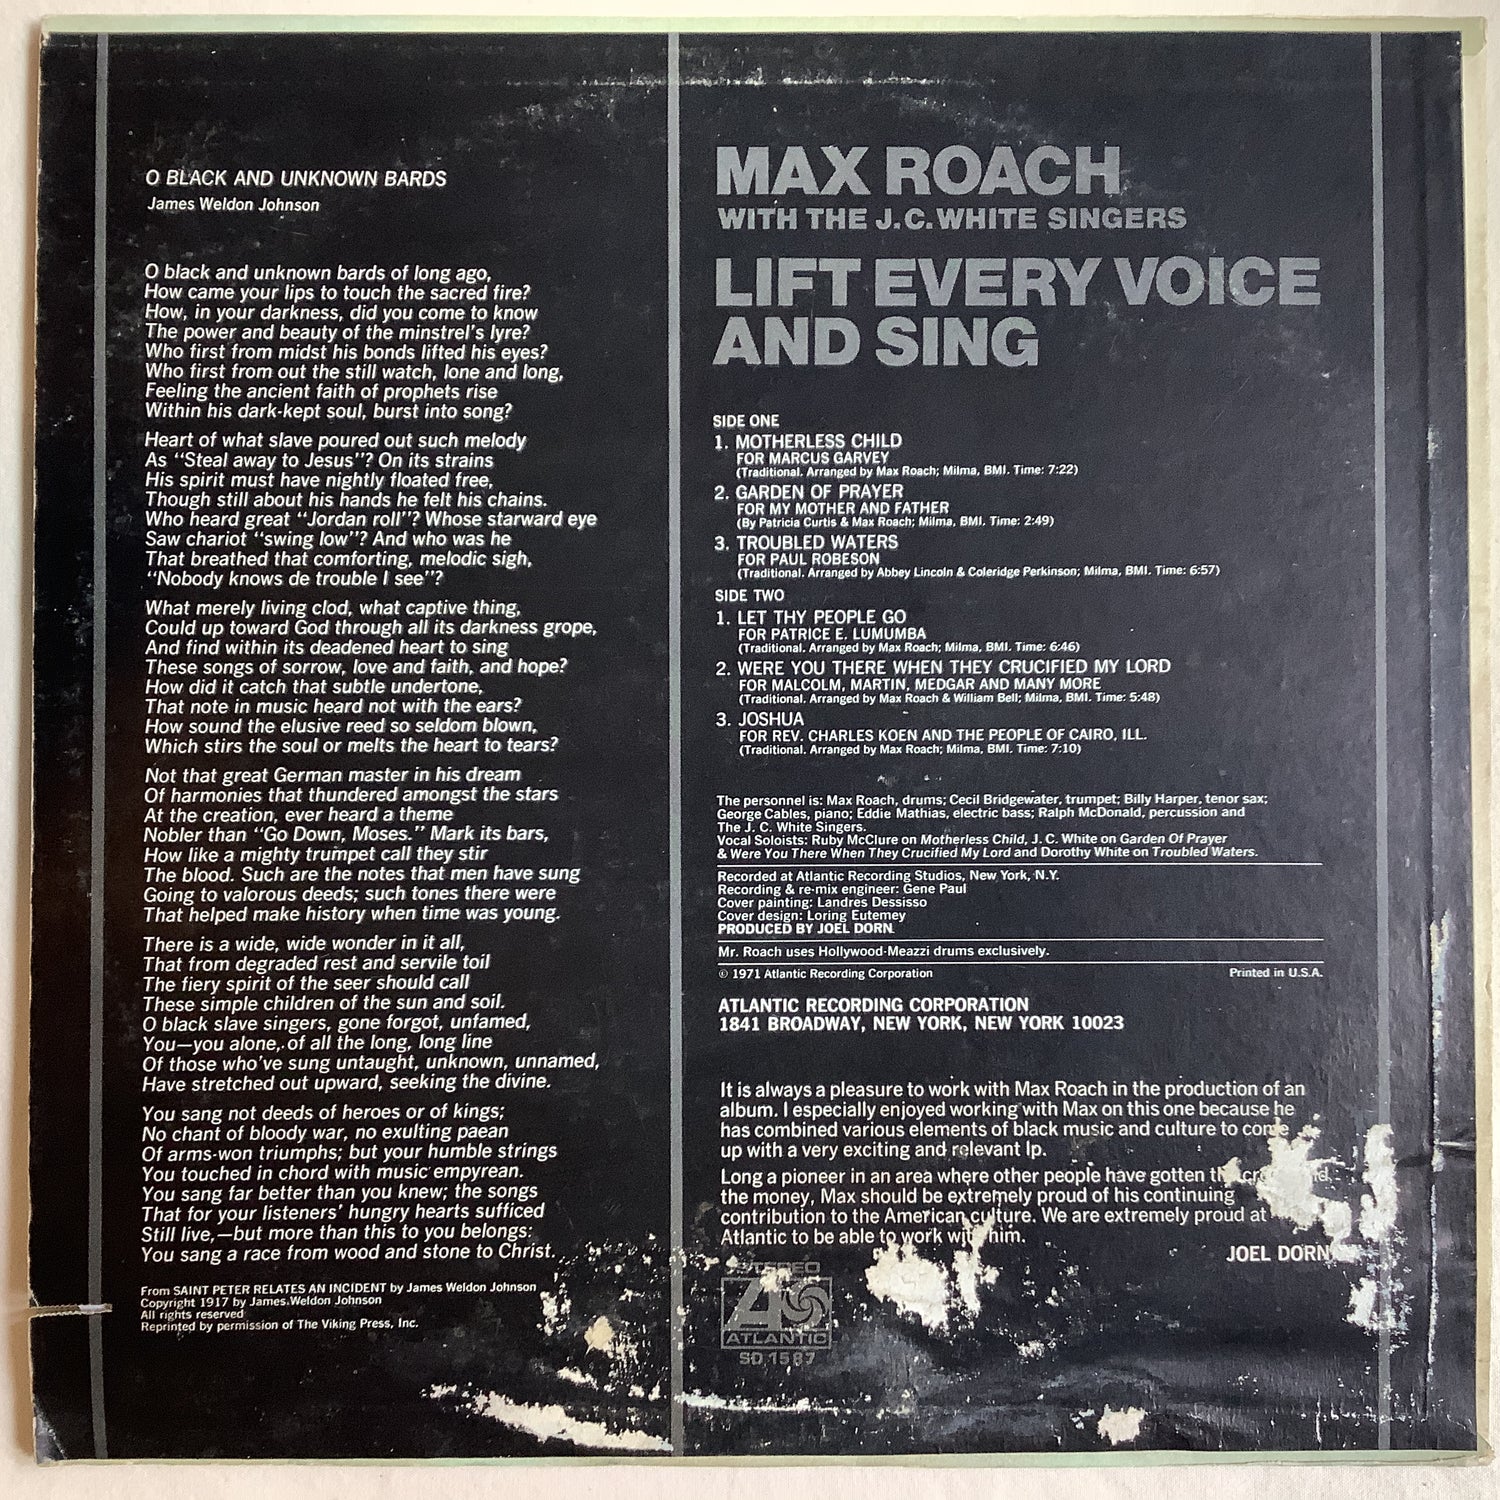 O BLACK AND UNKNOWN BARDS
James Weldon Johnson
O black and unknown bards of long ago,
How came your lips to touch the sacred fire?
How, in your darkness, did you come to know
The power and beauty of the minstrel's lyre?
Who first from midst his bonds lifted his eyes?
Who first from out the still watch, lone and long,
Feeling the ancient faith of prophets rise
Within his dark-kept soul, burst into song?
Heart of what slave poured out such melody
As "Steal away to Jesus"? On its strains
His spirit must have nightly floated free,
Though still about his hands he felt his chains.
Who heard great "Jordan roll"? Whose starward eye
Saw chariot "swing low"? And who was he
That breathed that comforting, melodic sigh,
"Nobody knows de trouble I see"?
What merely living clod, what captive thing,
Could up toward God through all its darkness grope,
And find within its deadened heart to sing
These songs of sorrow, love and faith, and hope?
How did it catch that subtle undertone,
That note in music heard not with the ears?
How sound the elusive reed so seldom blown,
Which stirs the soul or melts the heart to tears?
Not that great German master in his dream
Of harmonies that thundered amongst the stars
At the creation, ever heard a theme
Nobler than "Go Down, Moses." Mark its bars,
How like a mighty trumpet call they stir
The blood. Such are the notes that men have sung
Going to valorous deeds; such tones there were
That helped make history when time was young.
There is a wide, wide wonder in it all,
That from degraded rest and servile toil
The fiery spirit of the seer should call
These simple children of the sun and soil.
O black slave singers, gone forgot, unfamed,
You—you alone, of all the long, long line
Of those who've sung untaught, unknown, unnamed,
Have stretched out upward, seeking the divine.
You sang not deeds of heroes or of kings;
No chant of bloody war, no exulting paean
Of arms-won triumphs; but your humble strings
You touched in chord with music empyrean.
You sang far better than you knew; the songs
That for your listeners' hungry hearts sufficed
Still live,—but more than this to you belongs:
You sang a race from wood and stone to Christ.
From SAINT PETER RELATES AN INCIDENT by James Weldon Johnson
Copyright 1917 by James Weldon Johnson
All rights reserved
Reprinted by permission of The Viking Press, Inc.
MAX ROACH
WITH THE J.C.WHITE SINGERS
LIFT EVERY VOICE
AND SING
SIDE ONE
1. MOTHERLESS CHILD
FOR MARCUS GARVEY
(Traditional. Arranged by Max Roach; Milma, BMI. Time: 7:22)
2. GARDEN OF PRAYER
FOR MY MOTHER AND FATHER
(By Patricia Curtis & Max Roach; Milma, BMI. Time: 2:49)
3. TROUBLED WATERS
FOR PAUL ROBESON
(Traditional. Arranged by Abbey Lincoln & Coleridge Perkinson; Milma, BMI. Time: 6:57)
SIDE TWO
1. LET THY PEOPLE GO
FOR PATRICE E. LUMUMBA
(Traditional. Arranged by Max Roach; Milma, BMI. Time: 6:46)
2. WERE YOU THERE WHEN THEY CRUCIFIED MY LORD
FOR MALCOLM, MARTIN, MEDGAR AND MANY MORE
(Traditional. Arranged by Max Roach & William Bell; Milma, BMI. Time: 5:48)
3. JOSHUA
FOR REV. CHARLES KOEN AND THE PEOPLE OF CAIRO, ILL.
(Traditional. Arranged by Max Roach; Milma, BMI. Time: 7:10)
The personnel is: Max Roach, drums; Cecil Bridgewater, trumpet; Billy Harper, tenor sax;
George Cables, piano; Eddie Mathias, electric bass; Ralph McDonald, percussion and
The J. C. White Singers.
Vocal Soloists: Ruby McClure on Motherless Child, J. C. White on Garden Of Prayer
& Were You There When They Crucified My Lord and Dorothy White on Troubled Waters.
Recorded at Atlantic Recording Studios, New York, N.Y.
Recording & re-mix engineer: Gene Paul
Cover painting: Landres Dessisso
Cover design: Loring Eutemey
PRODUCED BY JOEL DORN.
Mr. Roach uses Hollywood-Meazzi drums exclusively.
© 1971 Atlantic Recording Corporation Printed in U.S.A.
ATLANTIC RECORDING CORPORATION
1841 BROADWAY, NEW YORK, NEW YORK 10023
It is always a pleasure to work with Max Roach in the production of an
album. I especially enjoyed working with Max on this one because he
has combined various elements of black music and culture to come
up with a very exciting and relevant lp.
Long a pioneer in an area where other people have gotten
the money, Max should be extremely proud of his continuing
contribution to the American culture. We are extremely proud at
Atlantic to be able to work with him.
JOEL DORN
STEREO
ATLANTIC
SD 1587